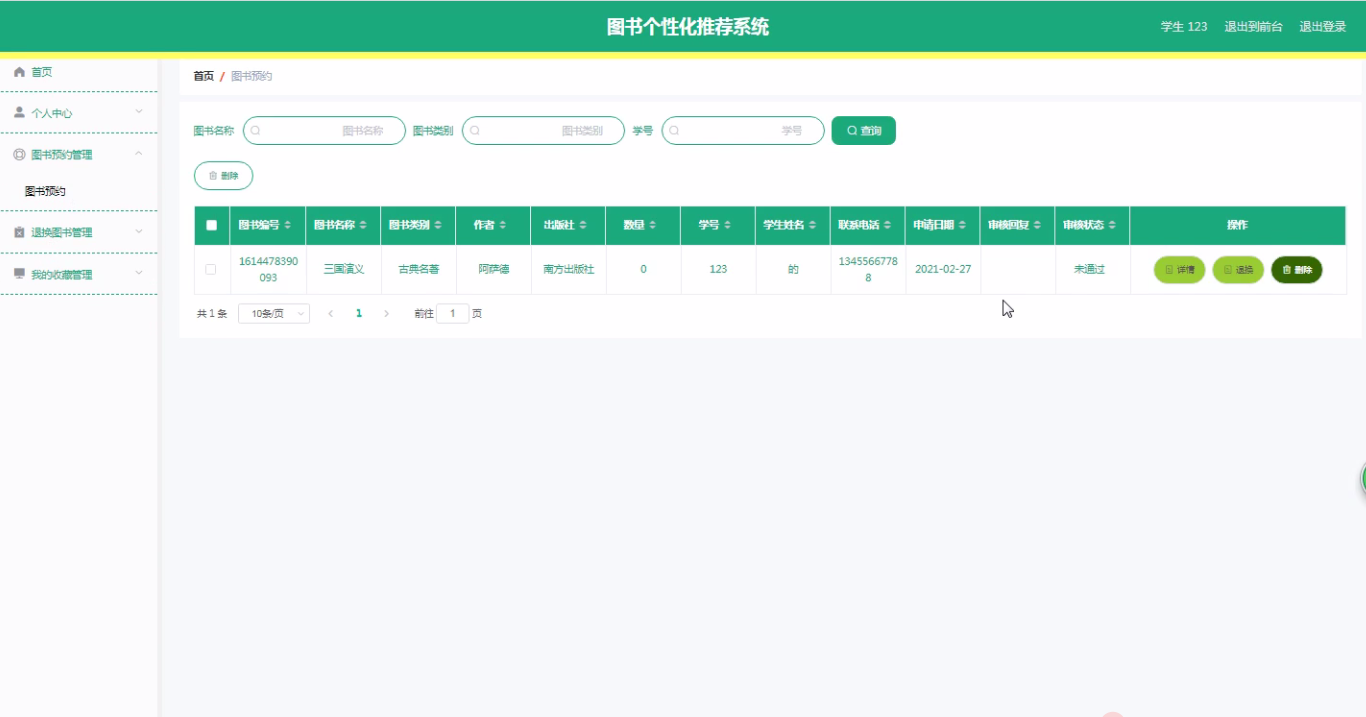 图书个性化推荐系统
学生 123 退出到前台 退出登录
首页
个人中心
图书预约管理
图书预约
退换图书管理
我的收藏管理
首页 / 图书预约
图书名称 图书名称 图书类别 图书类别 学号 学号 查询
删除
图书编号 图书名称 图书类别 作者 出版社 数量 学号 学生姓名 联系电话 申请日期 审核回复 审核状态 操作
1614478390093 三国演义 古典名著 阿萨德 南方出版社 0 123 的 13455667788 2021-02-27 未通过 详情 退换 删除
共 1 条 10条/页 1 前往 1 页